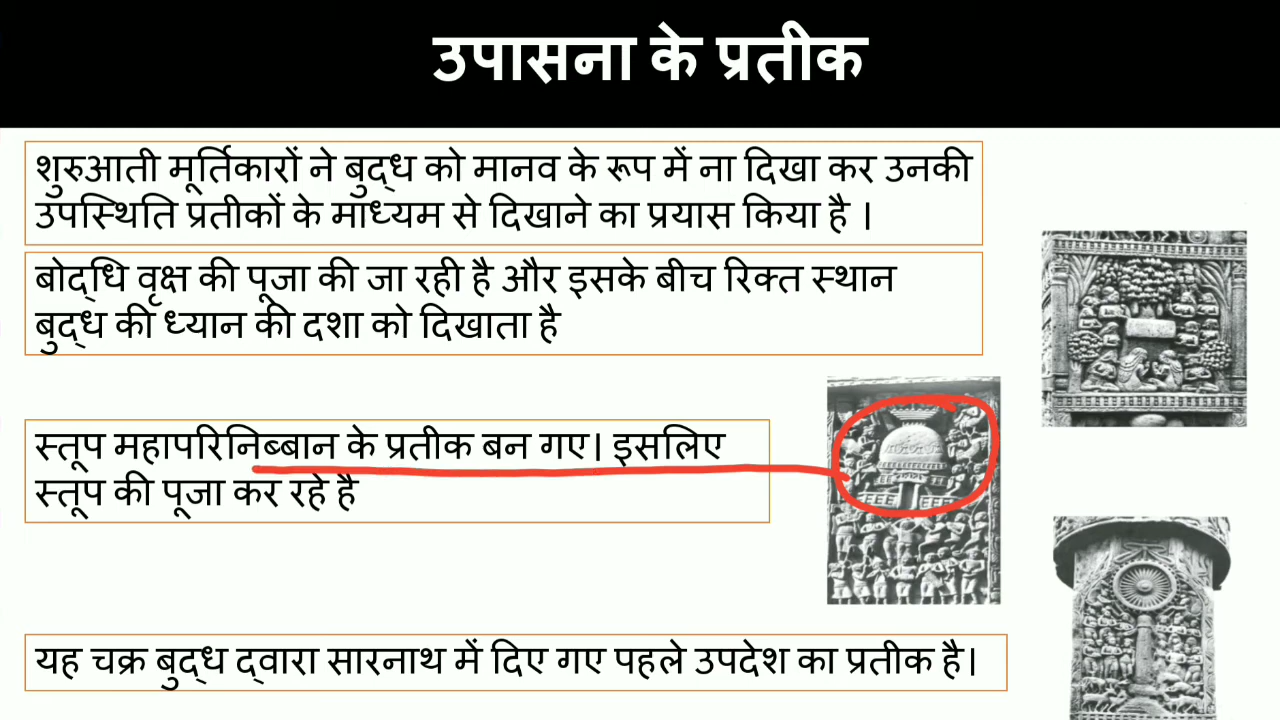 उपासना के प्रतीक
शुरुआती मूर्तिकारों ने बुद्ध को मानव के रूप में ना दिखा कर उनकी
उपस्थिति प्रतीकों के माध्यम से दिखाने का प्रयास किया है ।
बोद्धि वृक्ष की पूजा की जा रही है और इसके बीच रिक्त स्थान
बुद्ध की ध्यान की दशा को दिखाता है
स्तूप महापरिनिब्बान के प्रतीक बन गए। इसलिए
स्तूप की पूजा कर रहे है
यह चक्र बुद्ध द्वारा सारनाथ में दिए गए पहले उपदेश का प्रतीक है।